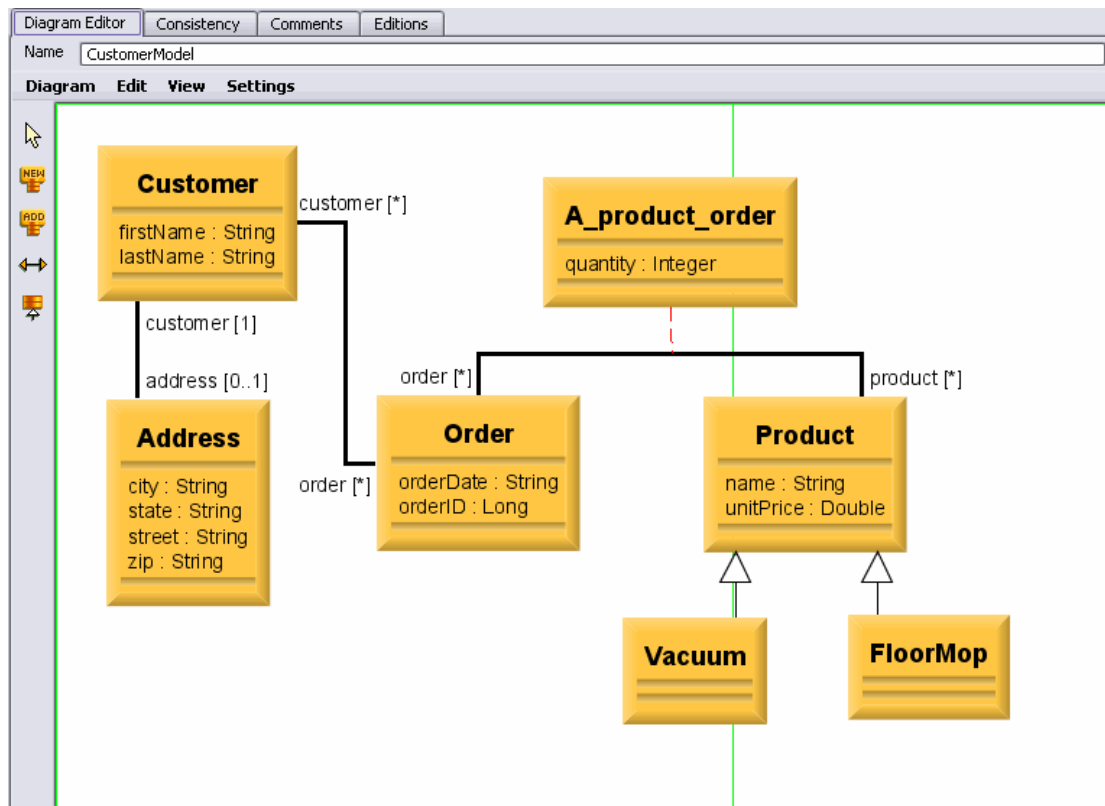 Diagram Editor Consistency Comments Editions
Name CustomerModel
Diagram Edit View Settings
NEW
ADD
Customer
firstName : String
lastName : String
customer [*]
customer [1]
address [0..1]
Address
city : String
state : String
street : String
zip : String
order [*]
A_product_order
quantity : Integer
order [*]
product [*]
Order
orderDate : String
orderID : Long
Product
name : String
unitPrice : Double
Vacuum
FloorMop